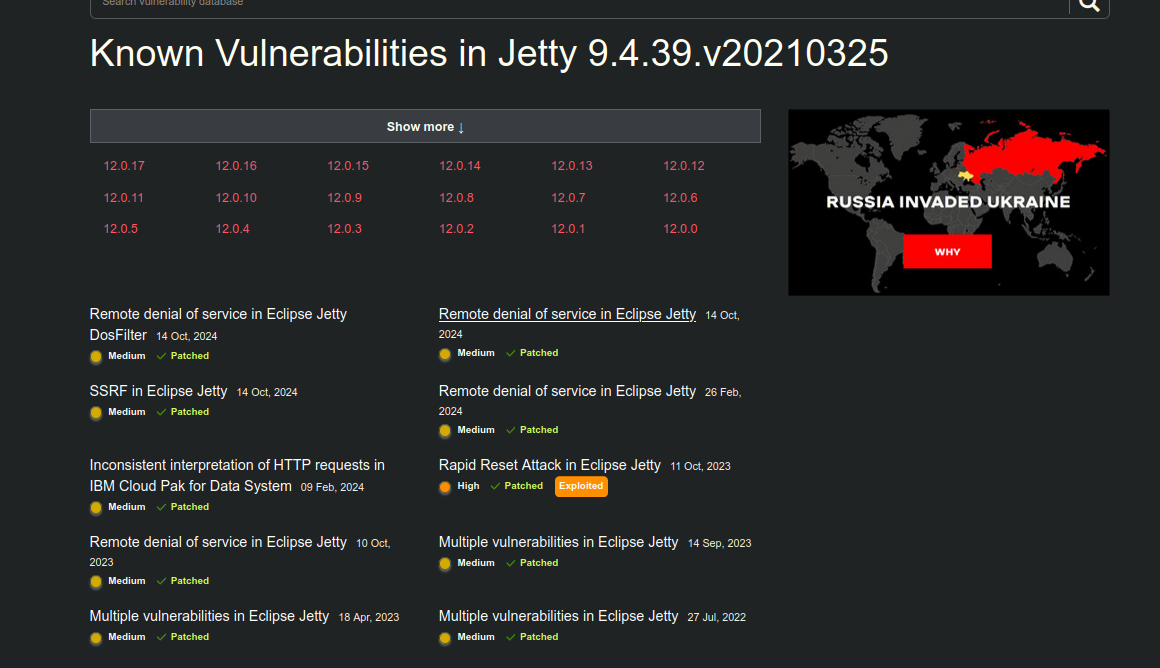 Search vulnerability database
Known Vulnerabilities in Jetty 9.4.39.v20210325
Show more ↓
12.0.17 12.0.16 12.0.15 12.0.14 12.0.13 12.0.12
12.0.11 12.0.10 12.0.9 12.0.8 12.0.7 12.0.6
12.0.5 12.0.4 12.0.3 12.0.2 12.0.1 12.0.0
RUSSIA INVADED UKRAINE
WHY
Remote denial of service in Eclipse Jetty
DosFilter 14 Oct, 2024
Medium ✓ Patched
Remote denial of service in Eclipse Jetty 14 Oct,
2024
Medium ✓ Patched
SSRF in Eclipse Jetty 14 Oct, 2024
Medium ✓ Patched
Remote denial of service in Eclipse Jetty 26 Feb,
2024
Medium ✓ Patched
Inconsistent interpretation of HTTP requests in
IBM Cloud Pak for Data System 09 Feb, 2024
Medium ✓ Patched
Rapid Reset Attack in Eclipse Jetty 11 Oct, 2023
High ✓ Patched Exploited
Remote denial of service in Eclipse Jetty 10 Oct,
2023
Medium ✓ Patched
Multiple vulnerabilities in Eclipse Jetty 14 Sep, 2023
Medium ✓ Patched
Multiple vulnerabilities in Eclipse Jetty 18 Apr, 2023
Medium ✓ Patched
Multiple vulnerabilities in Eclipse Jetty 27 Jul, 2022
Medium ✓ Patched